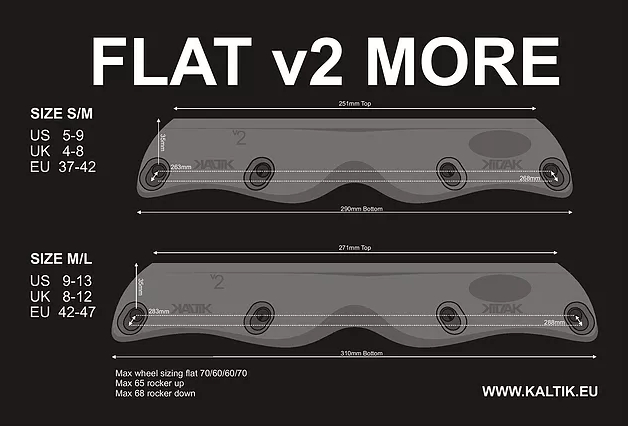 FLAT v2 MORE
SIZE S/M
US 5-9
UK 4-8
EU 37-42
251mm Top
35mm
v2
KALTIK
263mm
268mm
290mm Bottom
SIZE M/L
US 9-13
UK 8-12
EU 42-47
271mm Top
35mm
v2
KALTIK
283mm
288mm
310mm Bottom
Max wheel sizing flat 70/60/60/70
Max 65 rocker up
Max 68 rocker down
WWW.KALTIK.EU